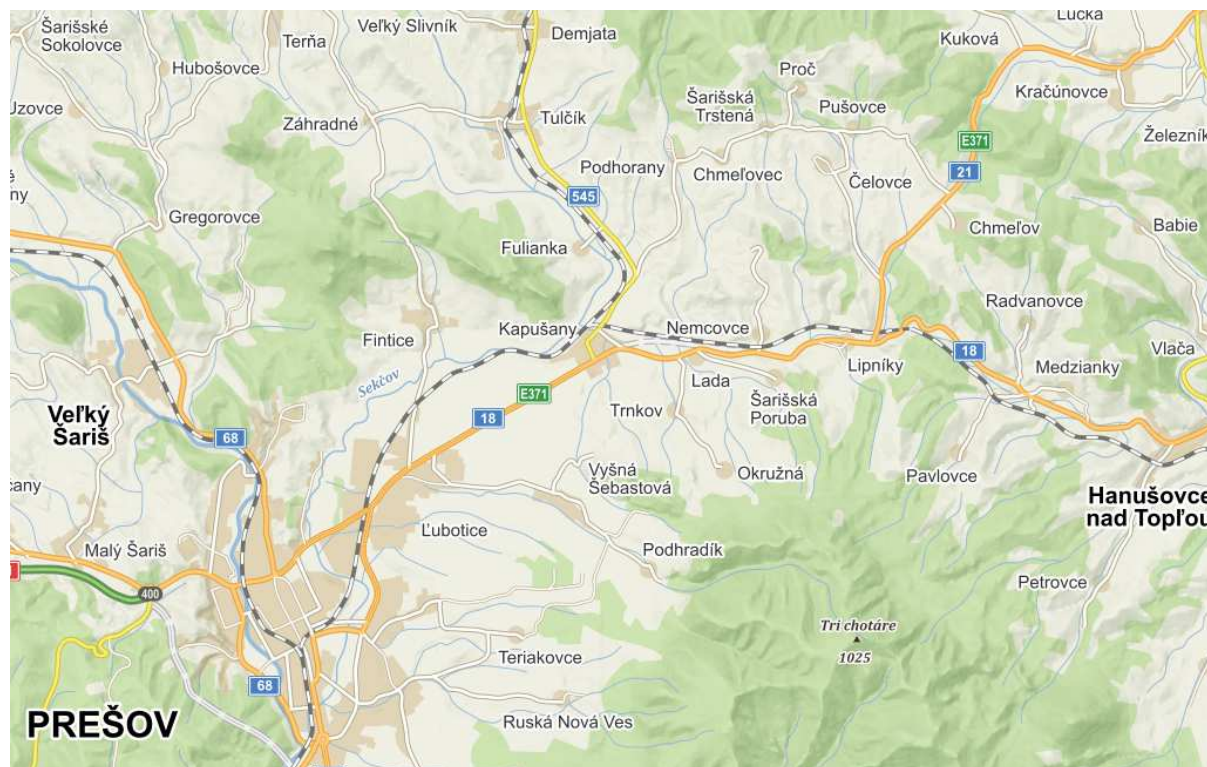 Šarišské
Sokolovce
Terňa
Veľký Slivník
Demjata
Lúčka
Kuková
Hubošovce
Proč
Kračúnovce
Uzovce
Záhradné
Tulčík
Šarišská
Trstená
Pušovce
Železník
E371
Podhorany
Chmeľovec
21
Čelovce
ny
545
Gregorovce
Fulianka
Chmeľov
Babie
Radvanovce
Kapušany
Nemcovce
Fintice
18
Vlača
Lipníky
Medzianky
Sekčov
E371
Lada
Šarišská
Poruba
Veľký
Šariš
18
Trnkov
68
Vyšná
Šebastová
Okružná
Pavlovce
cany
Hanušovce
nad Topľou
Ľubotice
Malý Šariš
Podhradík
400
Petrovce
Tri chotáre
1025
Teriakovce
68
PREŠOV
Ruská Nová Ves